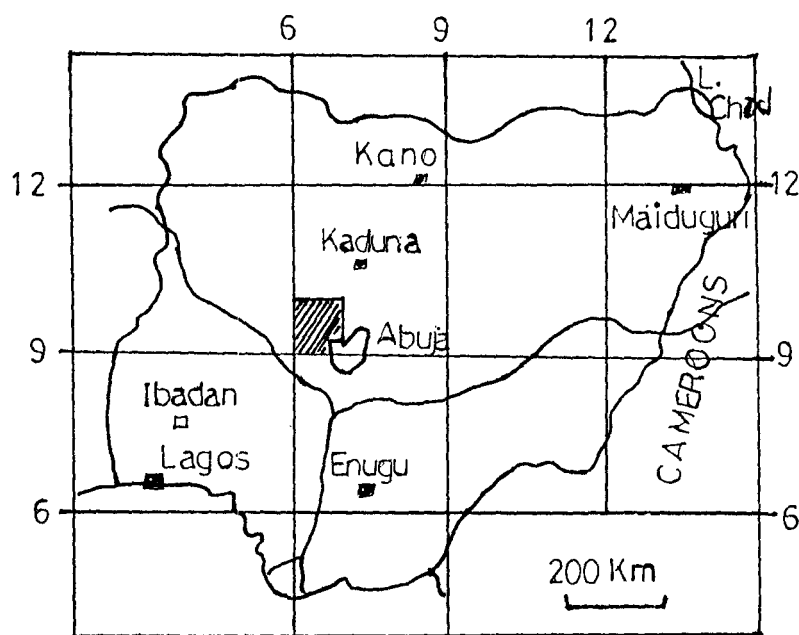 6 9 12
L.
Chad
Kano
12 12
Maiduguri
Kaduna
Abuja
9 9
CAMEROONS
Ibadan
Lagos
Enugu
6 6
200 Km